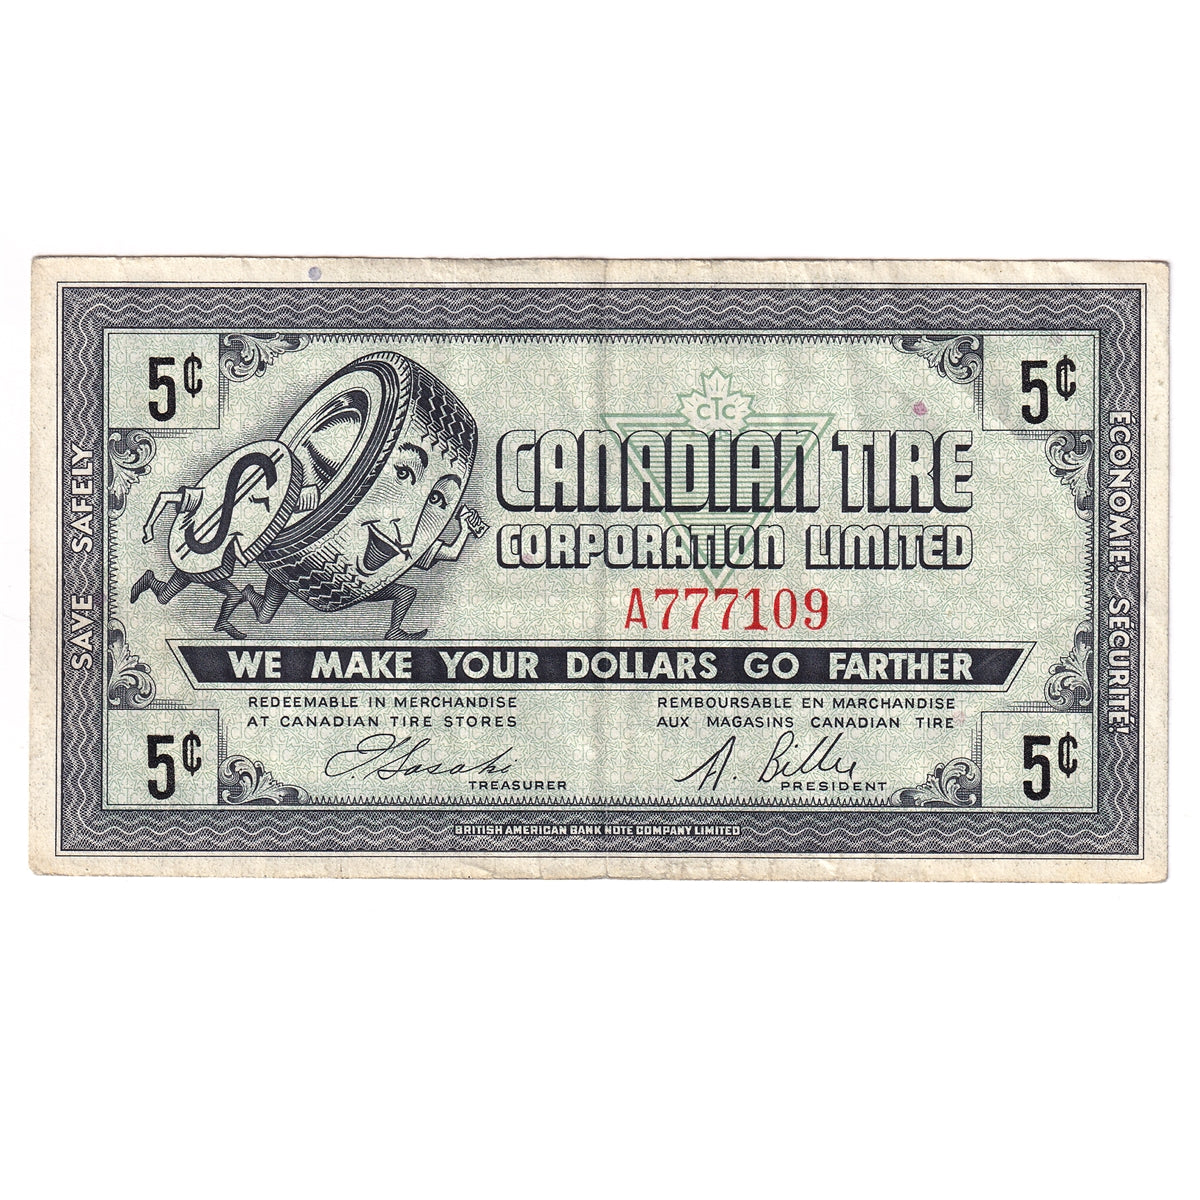 5¢
5¢
SAVE SAFELY
$
CTC
CANADIAN TIRE
CORPORATION LIMITED
A777109
WE MAKE YOUR DOLLARS GO FARTHER
REDEEMABLE IN MERCHANDISE
AT CANADIAN TIRE STORES
REMBOURSABLE EN MARCHANDISE
AUX MAGASINS CANADIAN TIRE
TREASURER
PRESIDENT
ECONOMIE! SÉCURITÉ!
5¢
5¢
BRITISH AMERICAN BANK NOTE COMPANY LIMITED